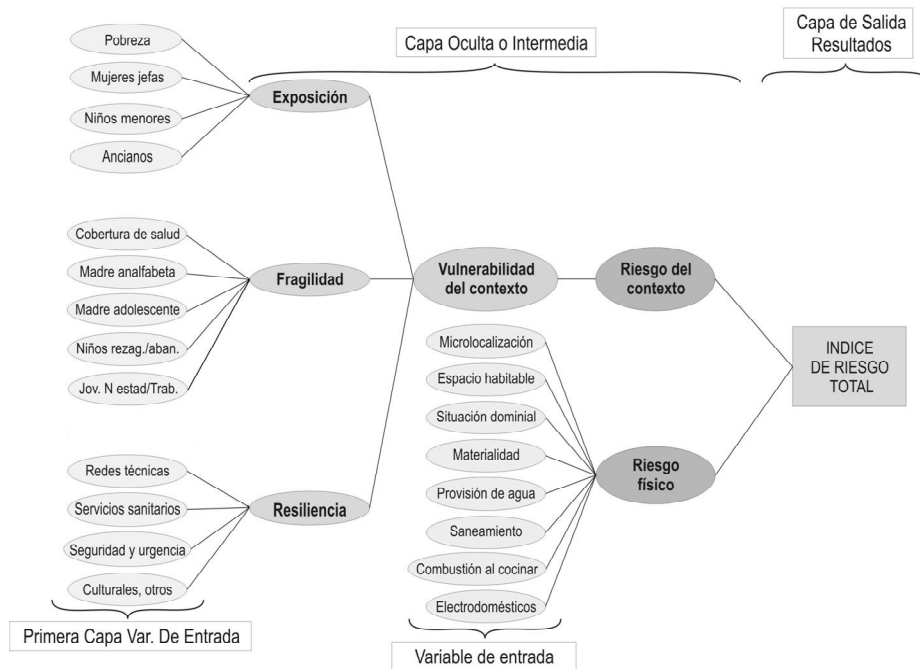 Capa Oculta o Intermedia
Capa de Salida
Resultados
Pobreza
Mujeres jefas
Niños menores
Ancianos
Exposición
Cobertura de salud
Madre analfabeta
Madre adolescente
Niños rezag./aban.
Jov. N estad/Trab.
Fragilidad
Redes técnicas
Servicios sanitarios
Seguridad y urgencia
Culturales, otros
Resiliencia
Primera Capa Var. De Entrada
Vulnerabilidad
del contexto
Riesgo del
contexto
Microlocalización
Espacio habitable
Situación dominial
Materialidad
Provisión de agua
Saneamiento
Combustión al cocinar
Electrodomésticos
Riesgo
físico
Variable de entrada
INDICE
DE RIESGO
TOTAL